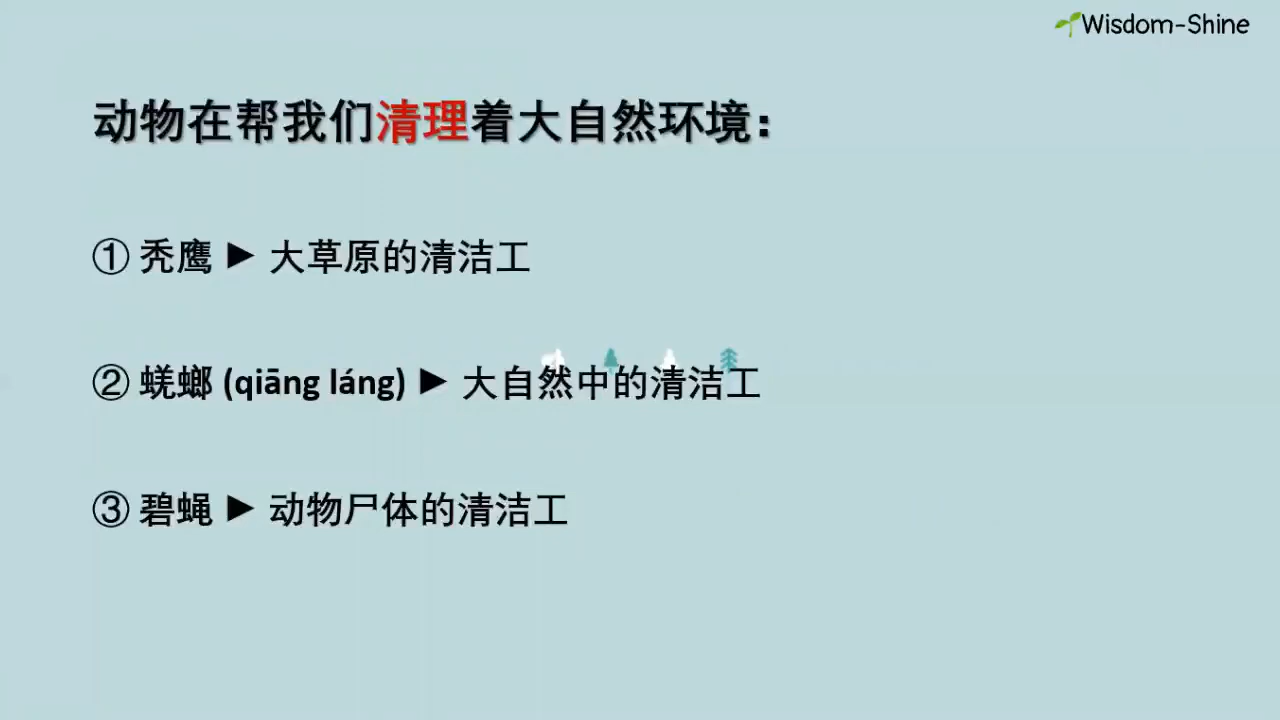 Wisdom-Shine
动物在帮我们清理着大自然环境：
① 秃鹰 ► 大草原的清洁工
② 蜣螂 (qiāng láng) ► 大自然中的清洁工
③ 碧蝇 ► 动物尸体的清洁工